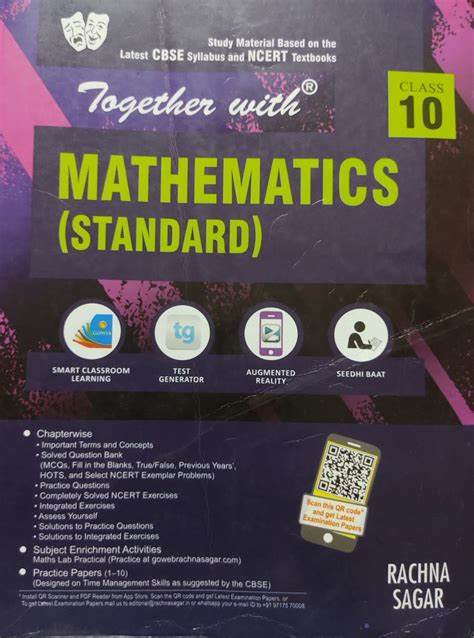 Study Material Based on the
Latest CBSE Syllabus and NCERT Textbooks
Together with®
CLASS
10
MATHEMATICS
(STANDARD)
GOWEB
tg
SMART CLASSROOM
LEARNING
TEST
GENERATOR
AUGMENTED
REALITY
SEEDHI BAAT
• Chapterwise
• Important Terms and Concepts
• Solved Question Bank
(MCQs, Fill in the Blanks, True/False, Previous Years',
HOTS, and Select NCERT Exemplar Problems)
• Practice Questions
• Completely Solved NCERT Exercises
• Integrated Exercises
• Assess Yourself
• Solutions to Practice Questions
• Solutions to Integrated Exercises
• Subject Enrichment Activities
Maths Lab Practical (Practice at gowebrachnasagar.com)
• Practice Papers (1–10)
(Designed on Time Management Skills as suggested by the CBSE)
Scan this QR code*
and get Latest
Examination Papers
RACHNA
SAGAR
* Install QR Scanner and PDF Reader from App Store. Scan the QR code and get Latest Examination Papers, or
To get Latest Examination Papers mail us to editorial@rachnasagar.in or whatsapp your e-mail ID to +91 97175 70008